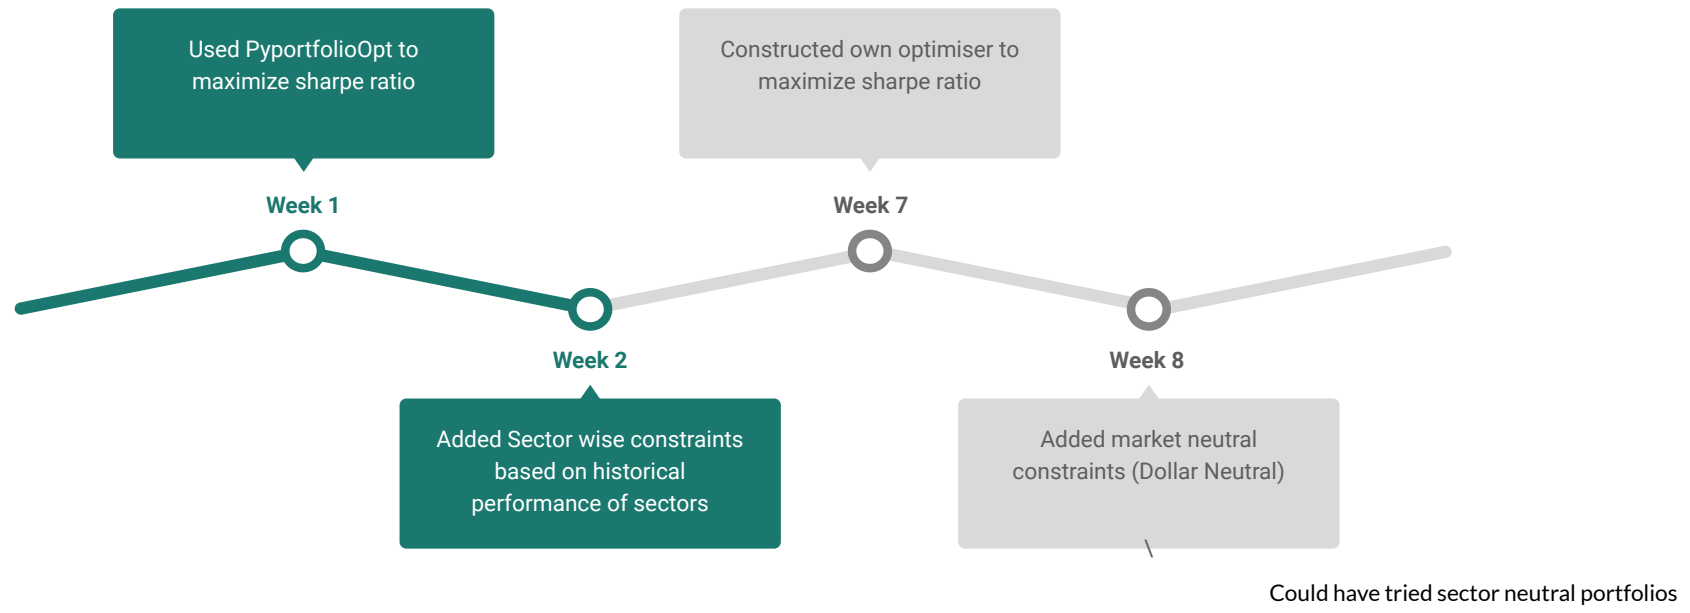 Used PyportfolioOpt to
maximize sharpe ratio
Constructed own optimiser to
maximize sharpe ratio
Week 1
Week 7
Week 2
Week 8
Added Sector wise constraints
based on historical
performance of sectors
Added market neutral
constraints (Dollar Neutral)
\
Could have tried sector neutral portfolios